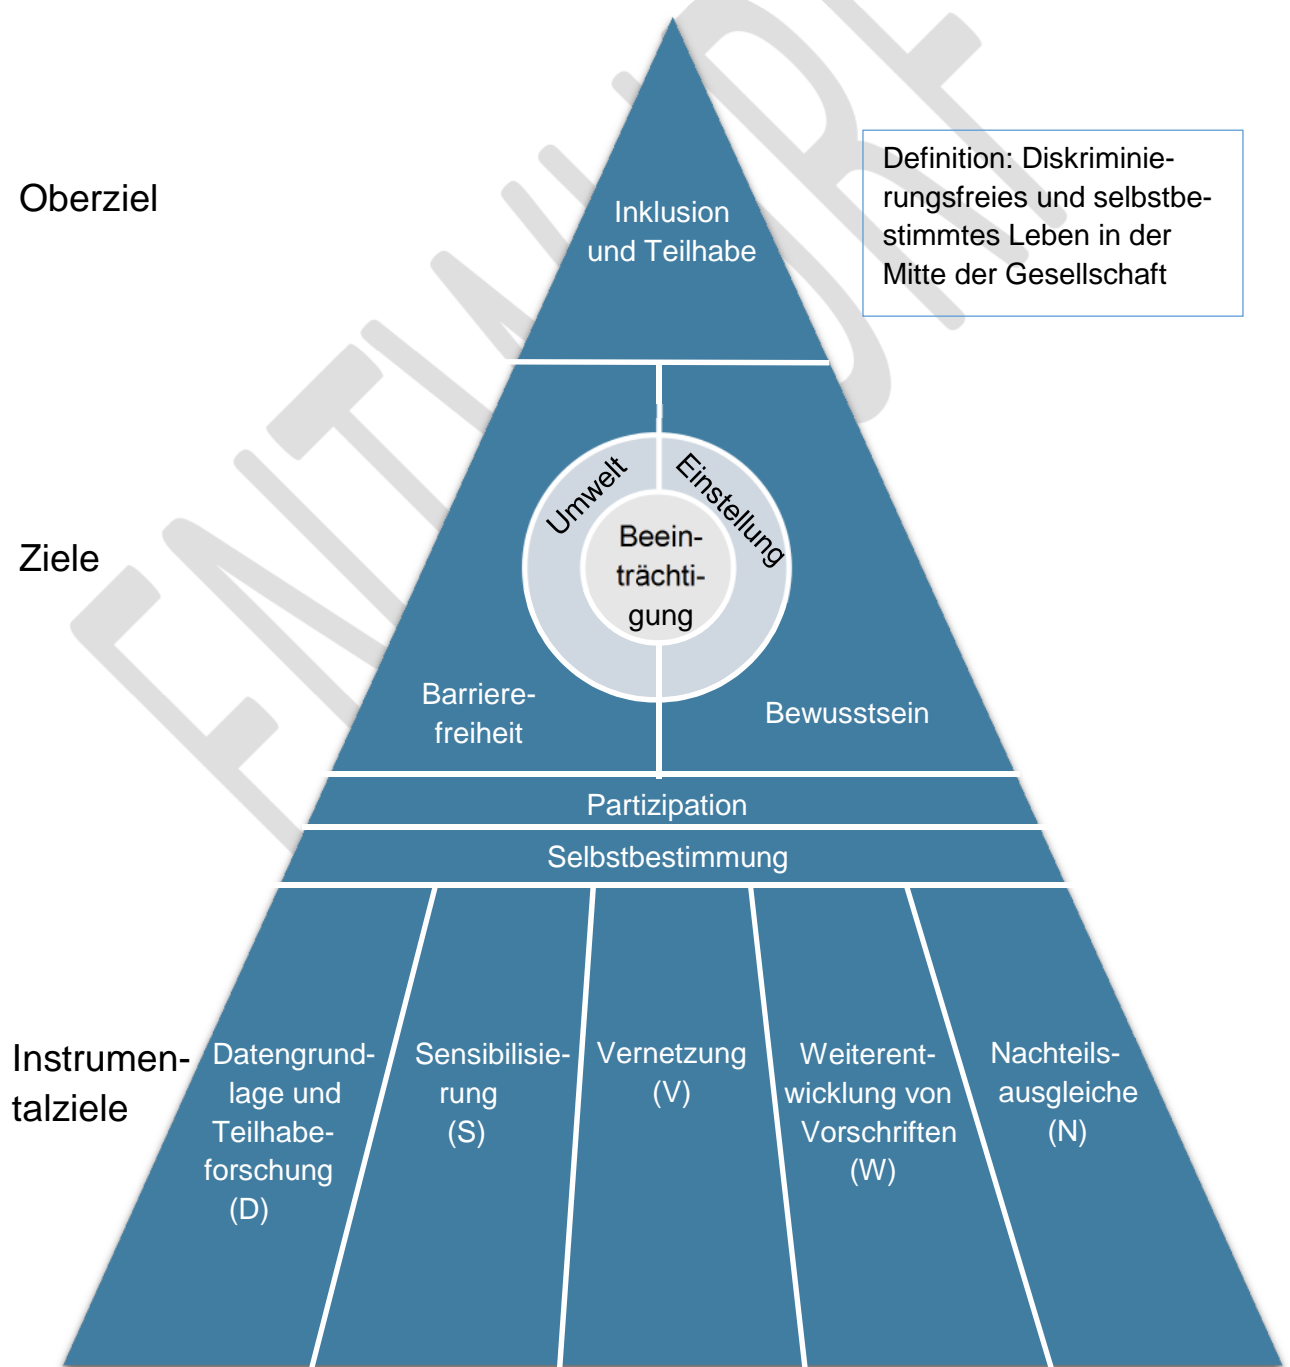 ENTWURF
Oberziel
Inklusion
und Teilhabe
Definition: Diskriminie-
rungsfreies und selbstbe-
stimmtes Leben in der
Mitte der Gesellschaft
Ziele
Umwelt
Einstellung
Beein-
trächti-
gung
Barriere-
freiheit
Bewusstsein
Partizipation
Selbstbestimmung
Instrumen-
talziele
Datengrund-
lage und
Teilhabe-
forschung
(D)
Sensibilisie-
rung
(S)
Vernetzung
(V)
Weiterent-
wicklung von
Vorschriften
(W)
Nachteils-
ausgleiche
(N)